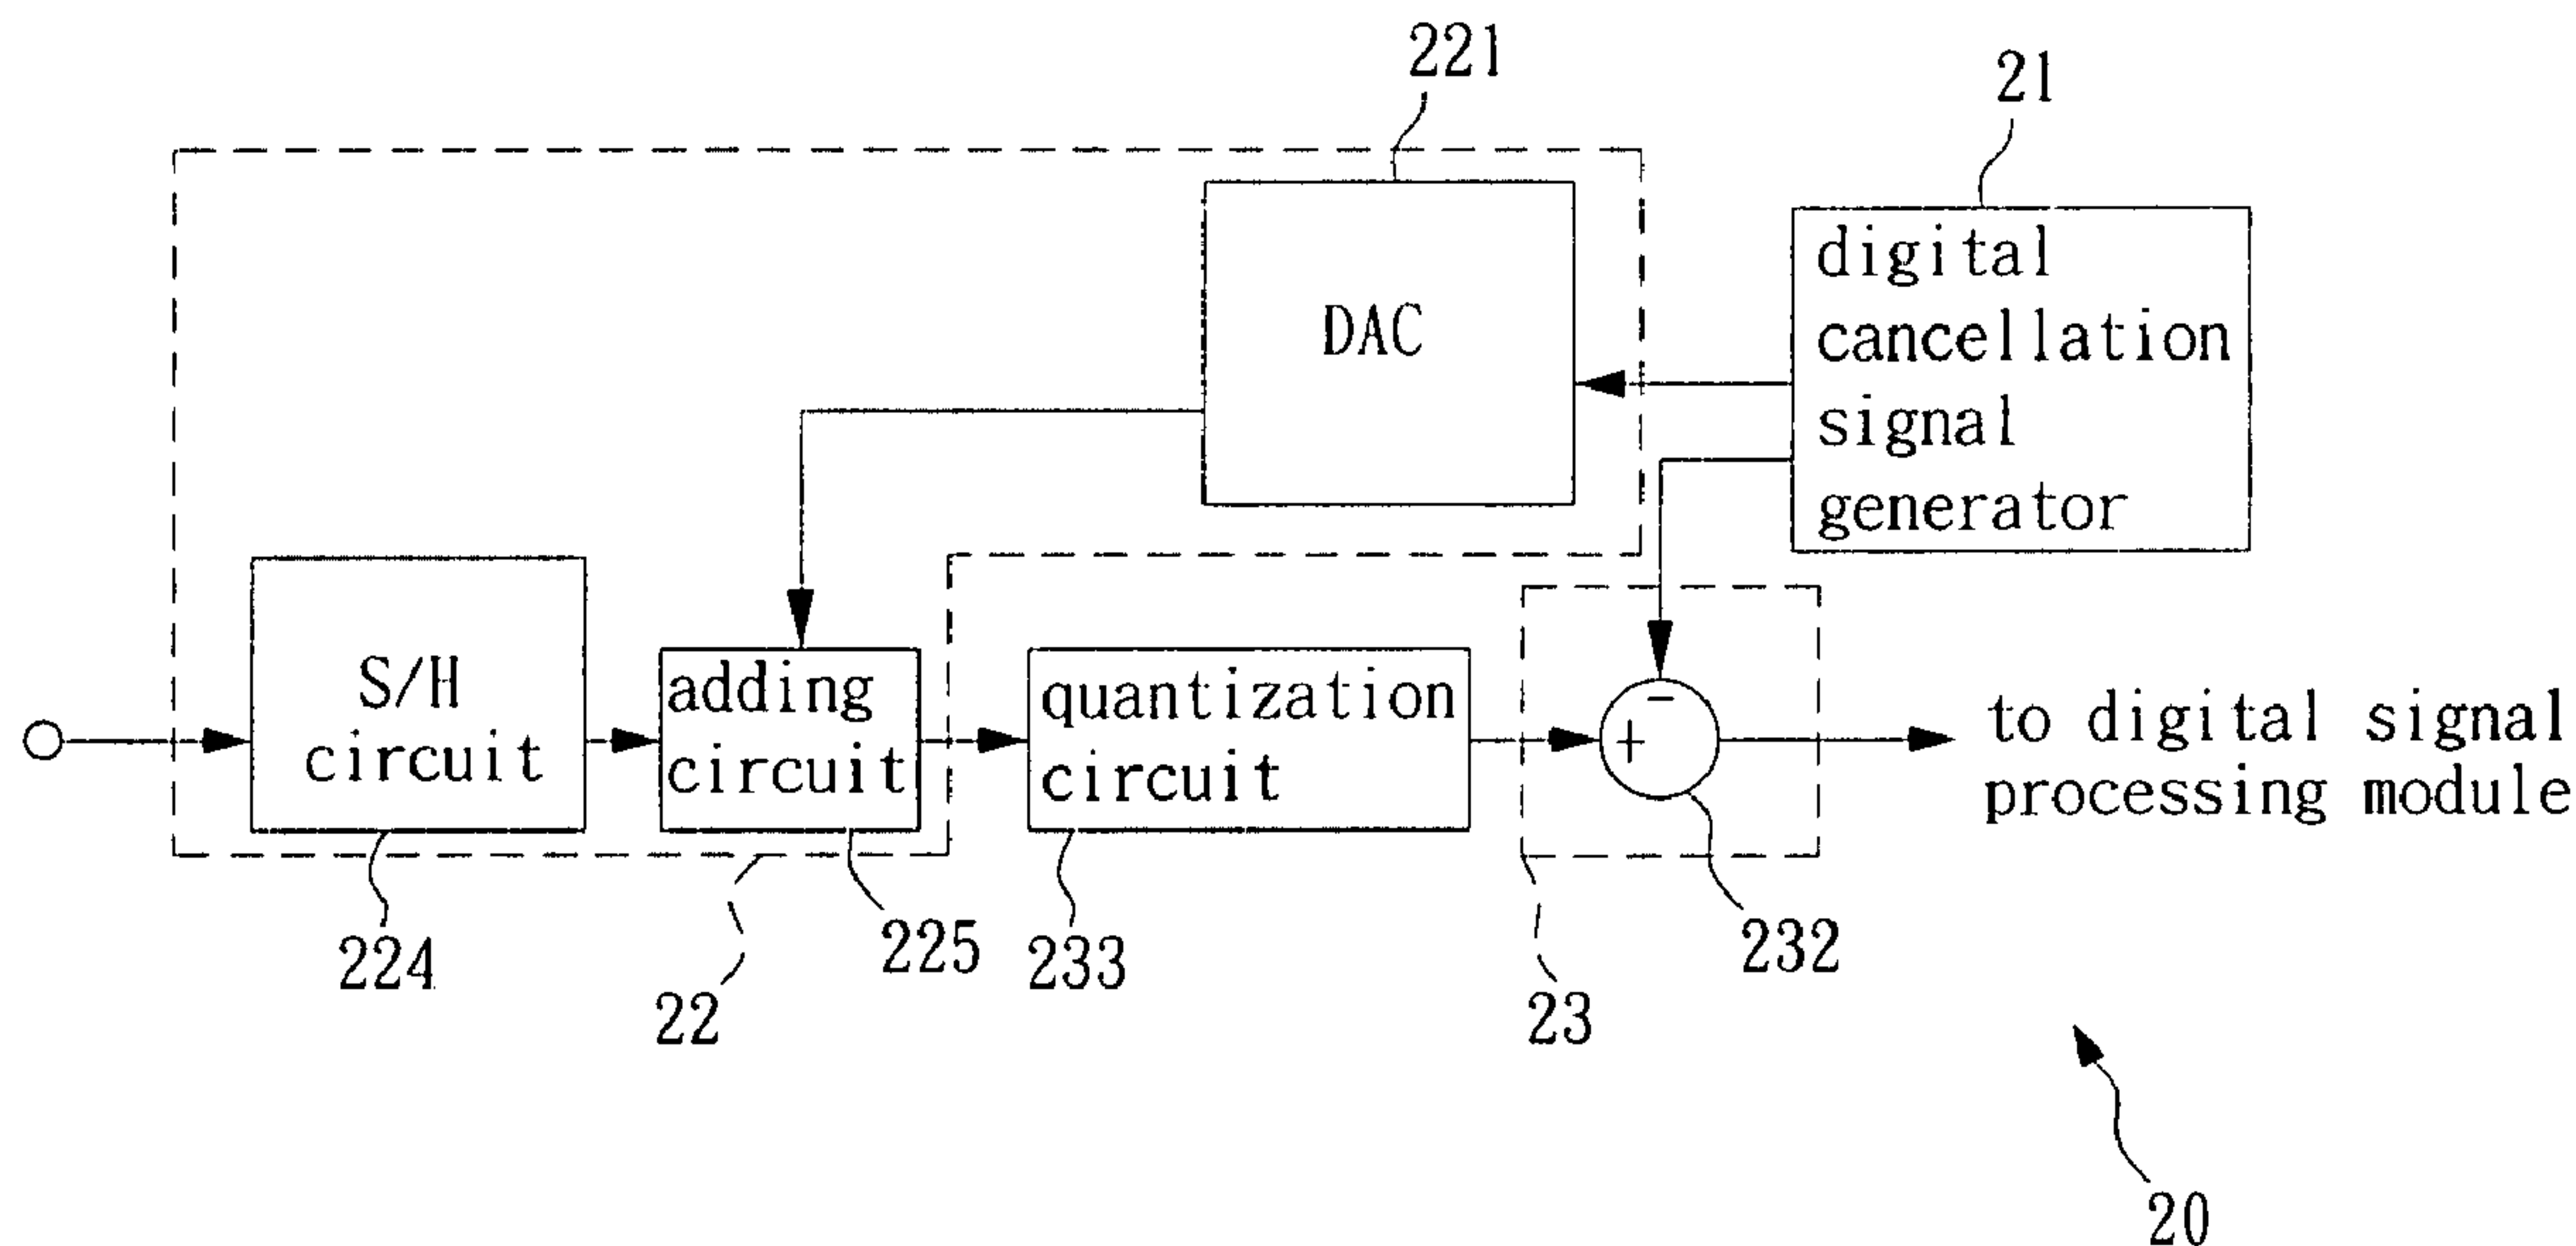 221
21
digital
cancellation
signal
generator
DAC
S/H
circuit
adding
circuit
quantization
circuit
+
-
to digital signal
processing module
224
22
225
233
23
232
20